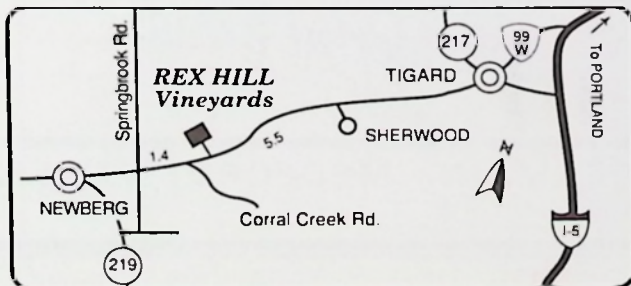 217
99
W
To PORTLAND
Springbrook Rd.
REX HILL
Vineyards
TIGARD
1.4
5.5
SHERWOOD
N
NEWBERG
Corral Creek Rd.
I-5
219